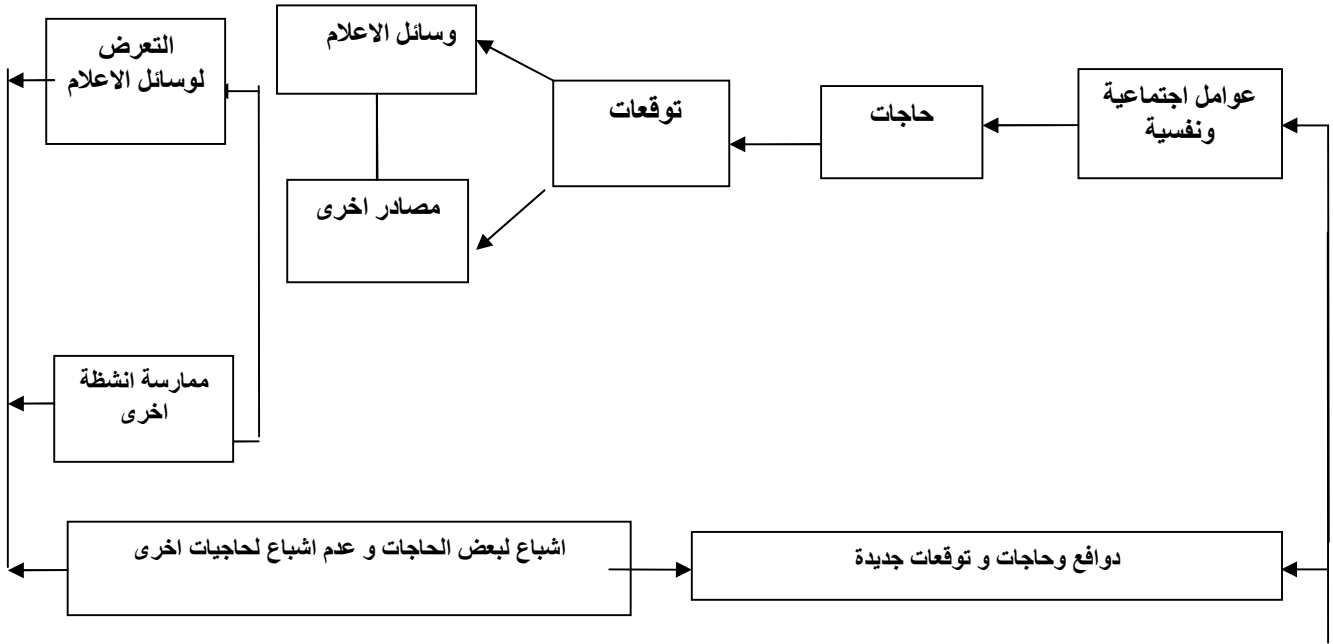 عوامل اجتماعية
ونفسية
حاجات
توقعات
وسائل الاعلام
مصادر اخرى
التعرض
لوسائل الاعلام
ممارسة انشظة
اخرى
اشباع لبعض الحاجات و عدم اشباع لحاجيات اخرى
دوافع وحاجات و توقعات جديدة